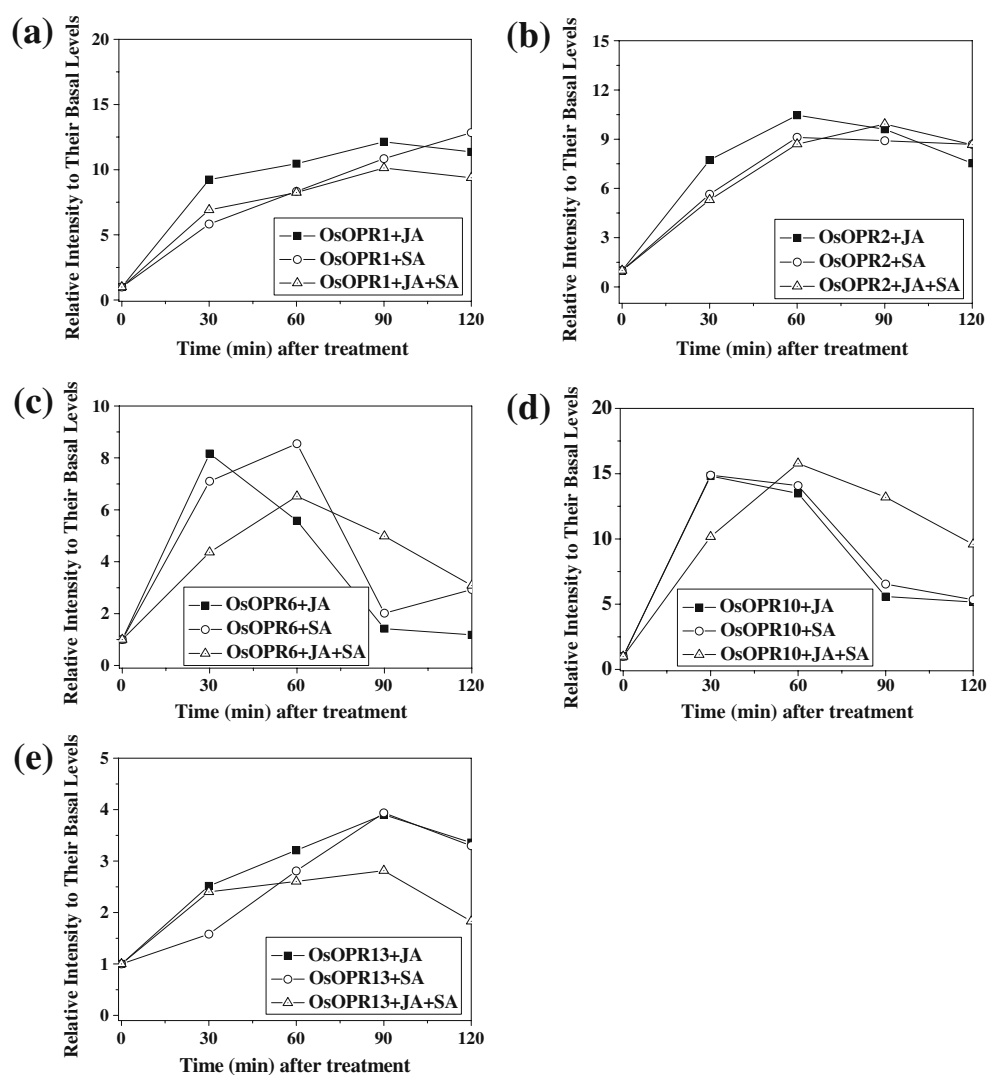 (a)
Relative Intensity to Their Basal Levels
20
15
10
5
0
OsOPR1+JA
OsOPR1+SA
OsOPR1+JA+SA
0 30 60 90 120
Time (min) after treatment
(b)
Relative Intensity to Their Basal Levels
15
12
9
6
3
0
OsOPR2+JA
OsOPR2+SA
OsOPR2+JA+SA
0 30 60 90 120
Time (min) after treatment
(c)
Relative Intensity to Their Basal Levels
10
8
6
4
2
0
OsOPR6+JA
OsOPR6+SA
OsOPR6+JA+SA
0 30 60 90 120
Time (min) after treatment
(d)
Relative Intensity to Their Basal Levels
20
15
10
5
0
OsOPR10+JA
OsOPR10+SA
OsOPR10+JA+SA
0 30 60 90 120
Time (min) after treatment
(e)
Relative Intensity to Their Basal Levels
5
4
3
2
1
0
OsOPR13+JA
OsOPR13+SA
OsOPR13+JA+SA
0 30 60 90 120
Time (min) after treatment